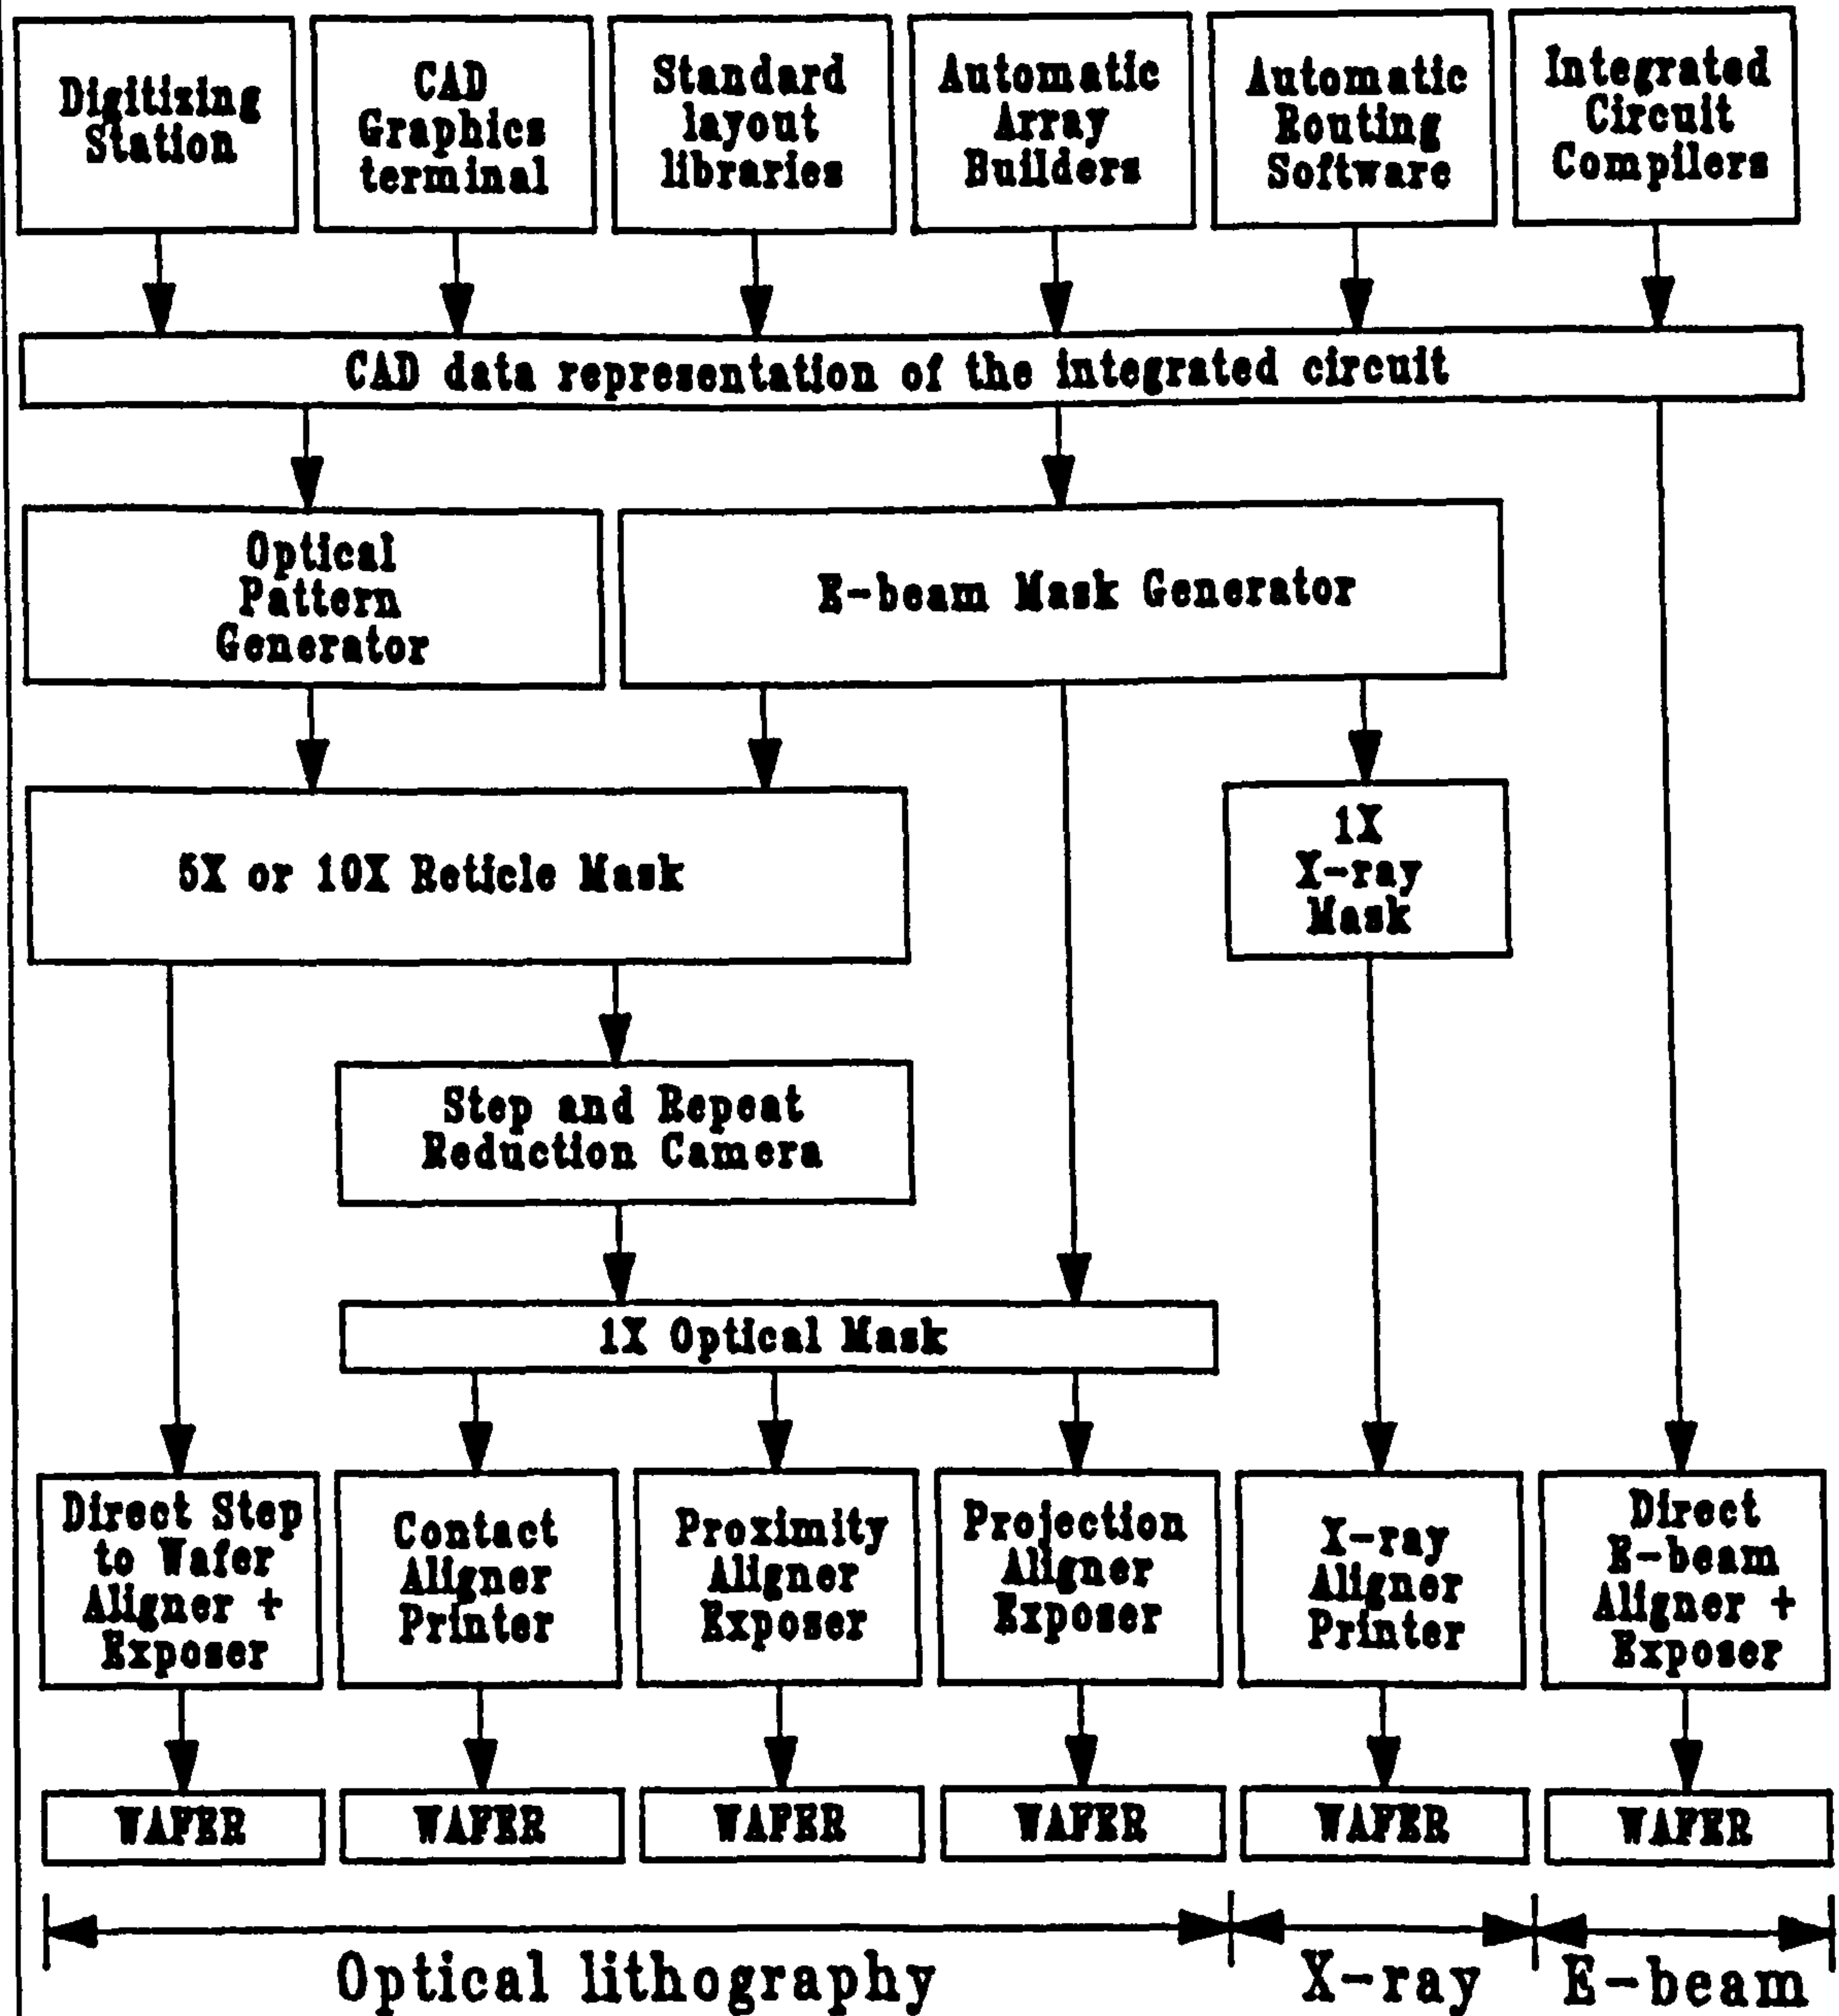 Digitizing
Station
CAD
Graphics
terminal
Standard
layout
libraries
Automatic
Array
Builders
Automatic
Routing
Software
Integrated
Circuit
Compilers
CAD data representation of the integrated circuit
Optical
Pattern
Generator
E-beam Mask Generator
5X or 10X Reticle Mask
1X
X-ray
Mask
Step and Repeat
Reduction Camera
1X Optical Mask
Direct Step
to Wafer
Aligner +
Exposer
Contact
Aligner
Printer
Proximity
Aligner
Exposer
Projection
Aligner
Exposer
X-ray
Aligner
Printer
Direct
E-beam
Aligner +
Exposer
WAFER
WAFER
WAFER
WAFER
WAFER
WAFER
Optical lithography
X-ray
E-beam